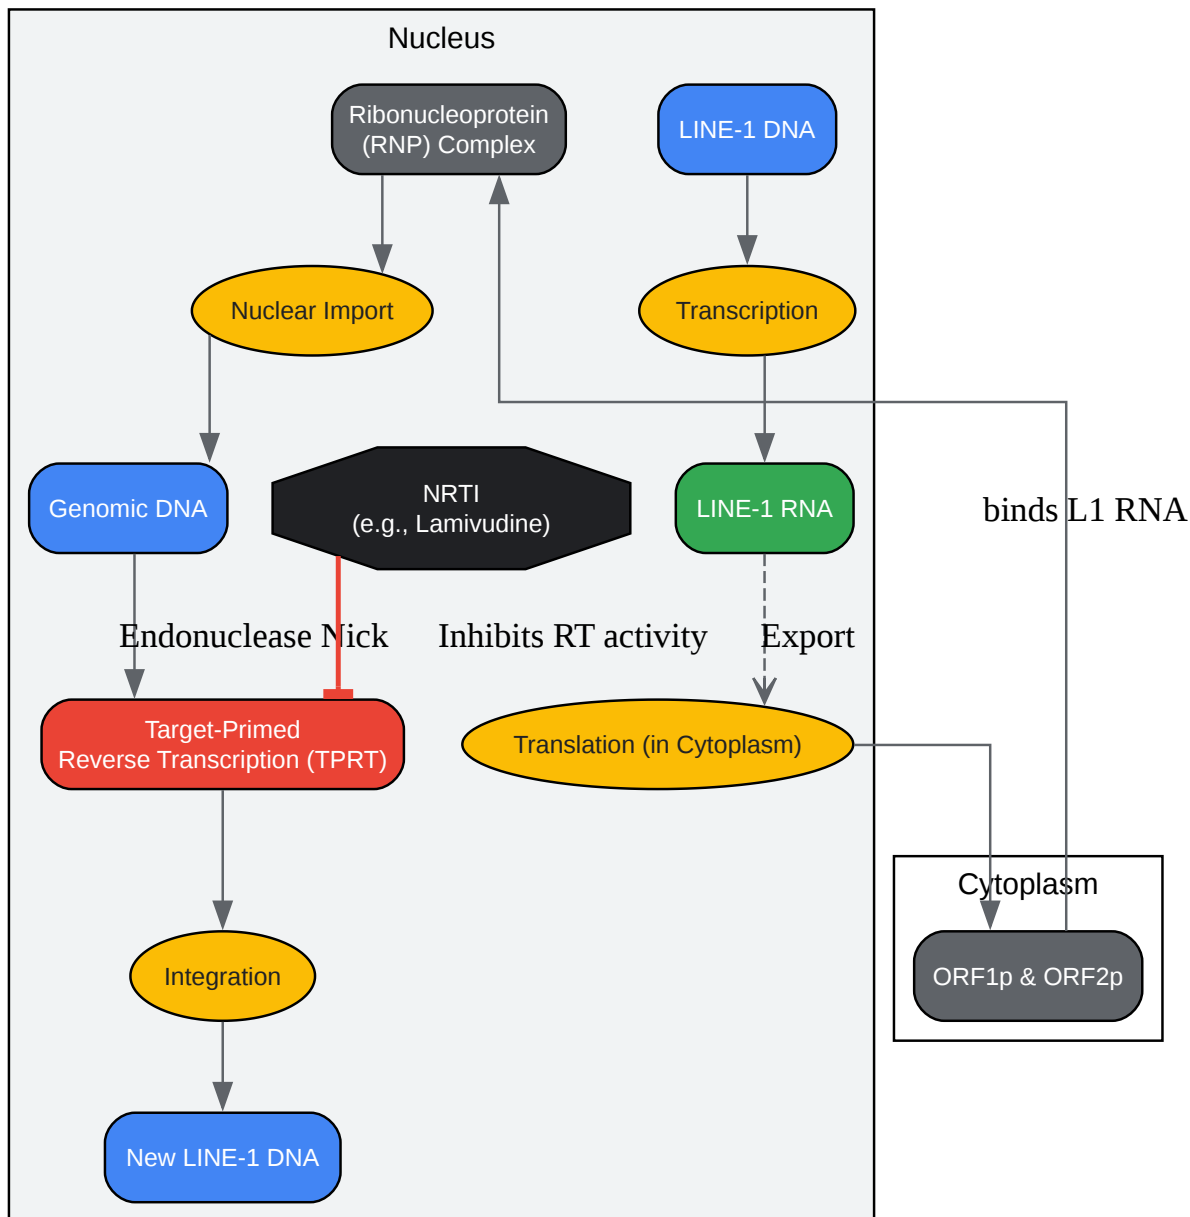 Nucleus
Ribonucleoprotein
(RNP) Complex
LINE-1 DNA
Nuclear Import
Transcription
Genomic DNA
NRTI
(e.g., Lamivudine)
LINE-1 RNA
binds L1 RNA
Endonuclease Nick
Inhibits RT activity
Export
Target-Primed
Reverse Transcription (TPRT)
Translation (in Cytoplasm)
Cytoplasm
Integration
ORF1p & ORF2p
New LINE-1 DNA